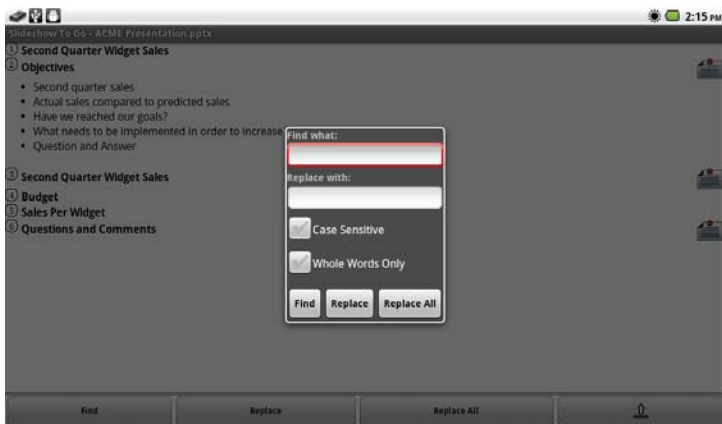 2:15 PM
Slideshow To Go - ACME Presentation.pptx
1 Second Quarter Widget Sales
2 Objectives
• Second quarter sales
• Actual sales compared to predicted sales
• Have we reached our goals?
• What needs to be implemented in order to increase
• Question and Answer
3 Second Quarter Widget Sales
4 Budget
5 Sales Per Widget
6 Questions and Comments
Find what:
Replace with:
Case Sensitive
Whole Words Only
Find Replace Replace All
Find Replace Replace All